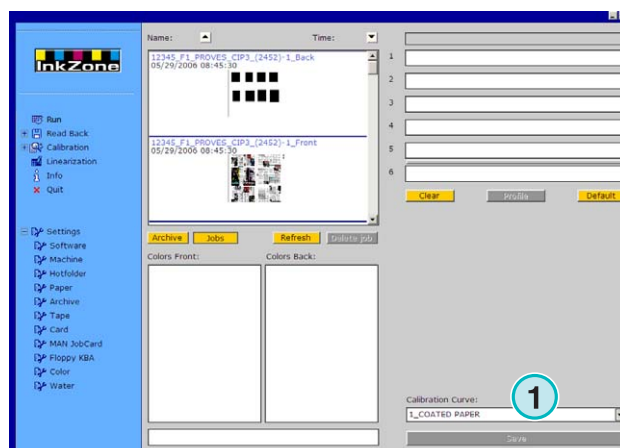 InkZone
Run
Read Back
Calibration
Linearization
Info
Quit
Settings
Software
Machine
Hotfolder
Paper
Archive
Tape
Card
MAN JobCard
Floppy KBA
Color
Water
Name:
Time:
12345_F1_PROVES_CIP3_(2452)-1_Back
05/29/2006 08:45:30
12345_F1_PROVES_CIP3_(2452)-1_Front
05/29/2006 08:45:30
Archive
Jobs
Refresh
Delete job
Colors Front:
Colors Back:
1
2
3
4
5
6
Clear
Profile
Default
Calibration Curve:
1
1_COATED PAPER
Save